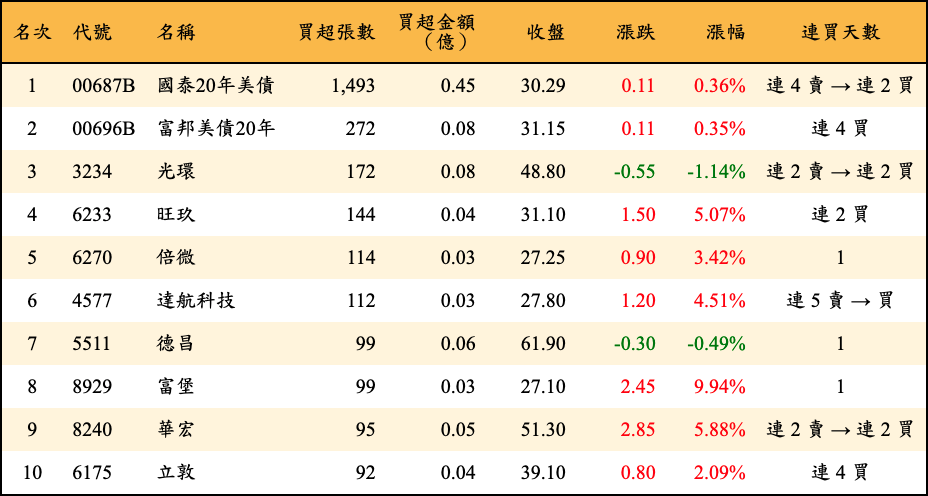 名次 代號 名稱 買超張數 買超金額（億） 收盤 漲跌 漲幅 連買天數
1 00687B 國泰20年美債 1,493 0.45 30.29 0.11 0.36% 連 4 賣 → 連 2 買
2 00696B 富邦美債20年 272 0.08 31.15 0.11 0.35% 連 4 買
3 3234 光環 172 0.08 48.80 -0.55 -1.14% 連 2 賣 → 連 2 買
4 6233 旺玖 144 0.04 31.10 1.50 5.07% 連 2 買
5 6270 倍微 114 0.03 27.25 0.90 3.42% 1
6 4577 達航科技 112 0.03 27.80 1.20 4.51% 連 5 賣 → 買
7 5511 德昌 99 0.06 61.90 -0.30 -0.49% 1
8 8929 富堡 99 0.03 27.10 2.45 9.94% 1
9 8240 華宏 95 0.05 51.30 2.85 5.88% 連 2 賣 → 連 2 買
10 6175 立敦 92 0.04 39.10 0.80 2.09% 連 4 買